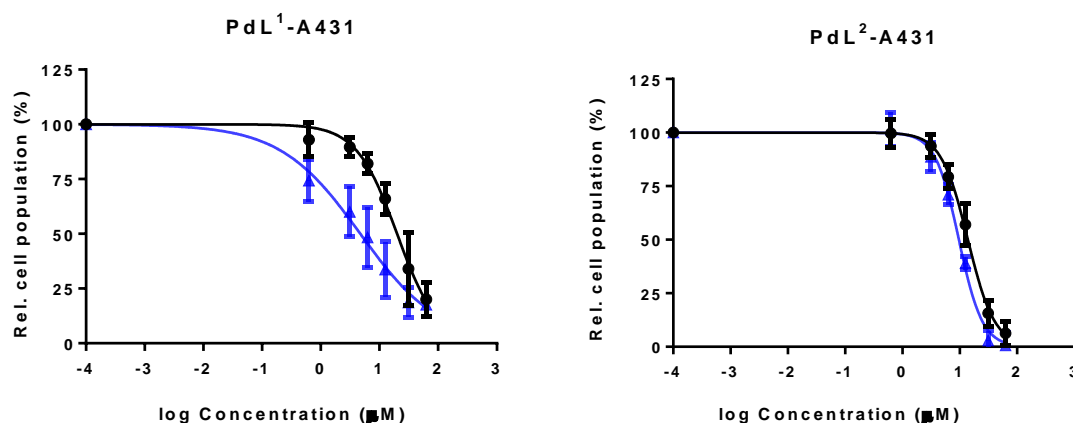 PdL¹-A431
PdL²-A431
Rel. cell population (%)
125
100
75
50
25
0
-4 -3 -2 -1 0 1 2 3
log Concentration (μM)
Rel. cell population (%)
125
100
75
50
25
0
-4 -3 -2 -1 0 1 2 3
log Concentration (μM)